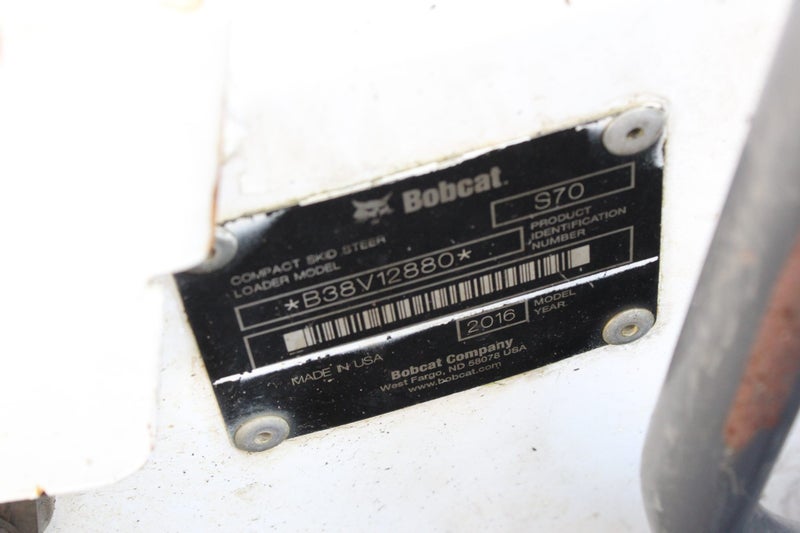 Bobcat.
COMPACT SKID STEER
LOADER MODEL
S70
*B38V12880*
PRODUCT
IDENTIFICATION
NUMBER
2016
MODEL
YEAR
MADE IN USA
Bobcat Company
West Fargo, ND 58078 USA
www.bobcat.com